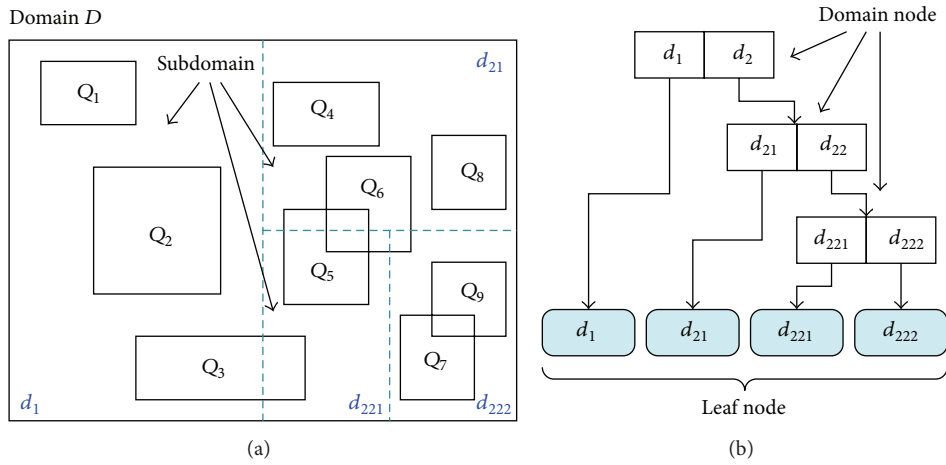 Domain D
Subdomain
d₂₁
Q₁
Q₄
Q₈
Q₆
Q₂
Q₅
Q₉
Q₃
Q₇
d₁
d₂₂₁
d₂₂₂
(a)
Domain node
d₁ d₂
d₂₁ d₂₂
d₂₂₁ d₂₂₂
d₁ d₂₁ d₂₂₁ d₂₂₂
Leaf node
(b)